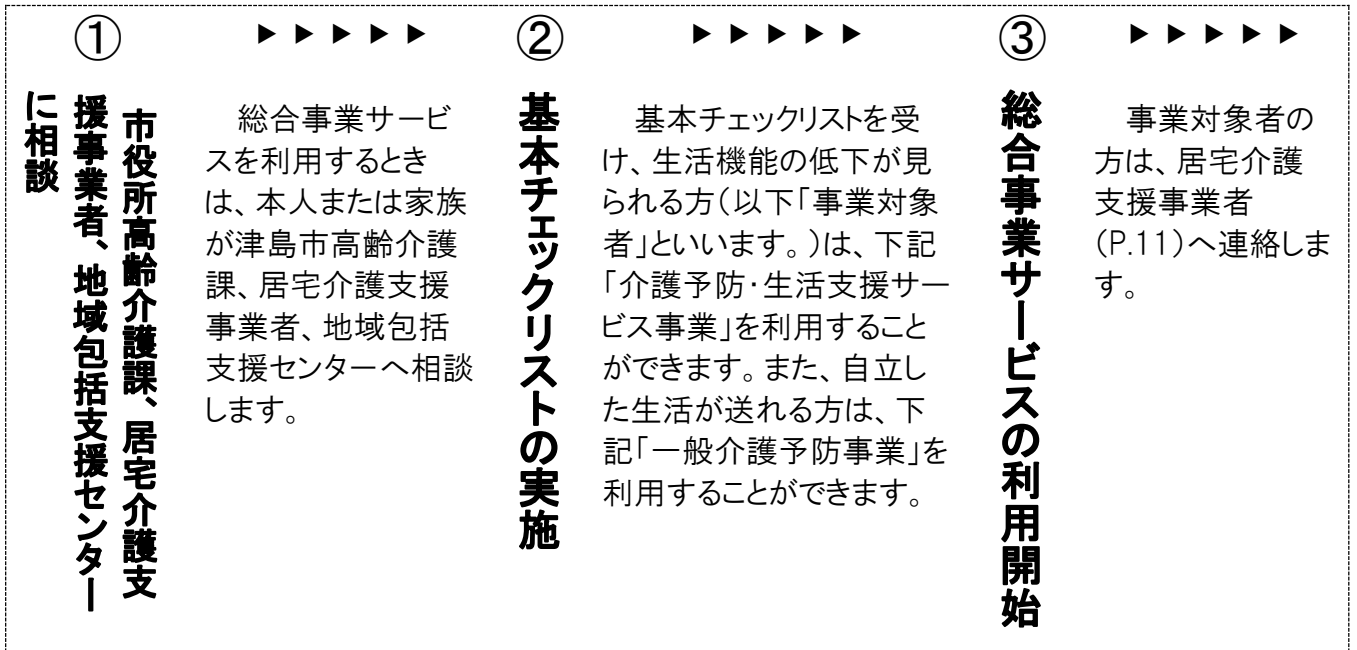 ①
市役所高齢介護課、居宅介護支
援事業者、地域包括支援センター
に相談
▶ ▶ ▶ ▶ ▶
総合事業サービ
スを利用するとき
は、本人または家族
が津島市高齢介護
課、居宅介護支援
事業者、地域包括
支援センターへ相談
します。
②
基本チェックリストの実施
▶ ▶ ▶ ▶ ▶
基本チェックリストを受
け、生活機能の低下が見
られる方(以下「事業対象
者」といいます。)は、下記
「介護予防・生活支援サー
ビス事業」を利用すること
ができます。また、自立し
た生活が送れる方は、下
記「一般介護予防事業」を
利用することができます。
③
総合事業サービスの利用開始
▶ ▶ ▶ ▶ ▶
事業対象者の
方は、居宅介護
支援事業者
(P.11)へ連絡しま
す。